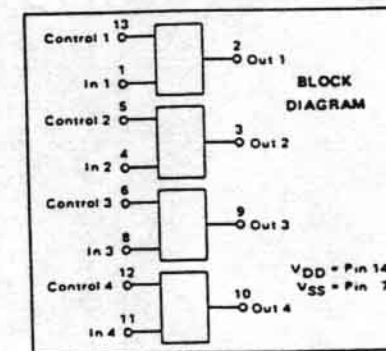 13
Control 1
2
Out 1
1
In 1
BLOCK
DIAGRAM
5
Control 2
3
Out 2
4
In 2
6
Control 3
9
Out 3
8
In 3
12
Control 4
VDD = Pin 14
VSS = Pin 7
10
Out 4
11
In 4